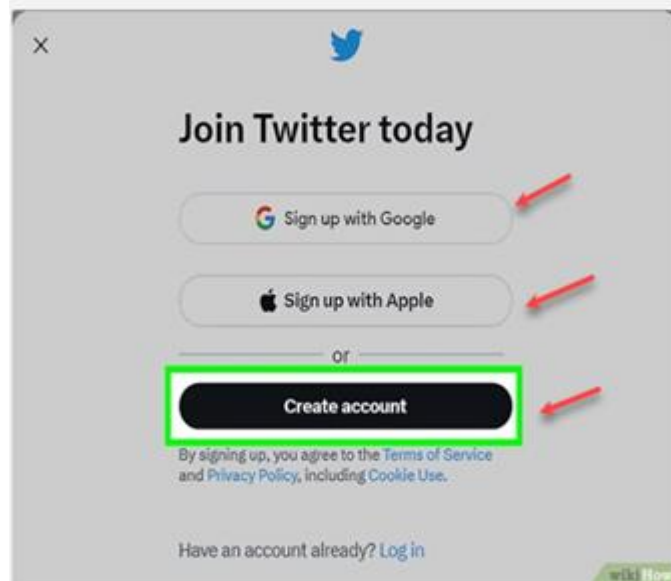 ×
Join Twitter today
Sign up with Google
Sign up with Apple
or
Create account
By signing up, you agree to the Terms of Service
and Privacy Policy, including Cookie Use.
Have an account already? Log in
wikiHow